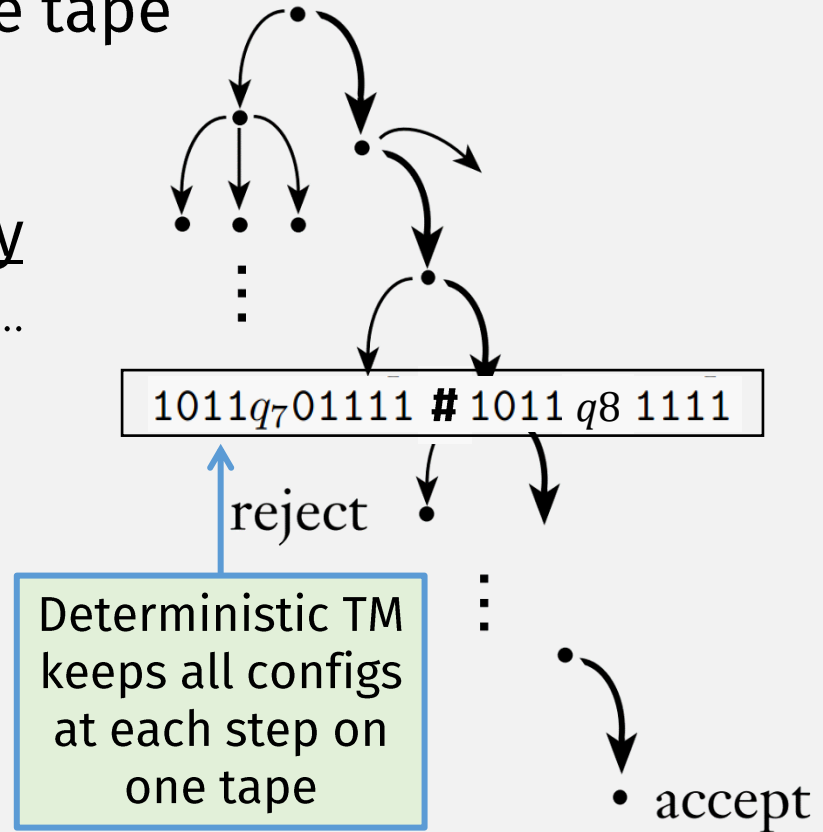 e tape
y
..
1011q₇01111 # 1011 q8 1111
reject
Deterministic TM
keeps all configs
at each step on
one tape
accept